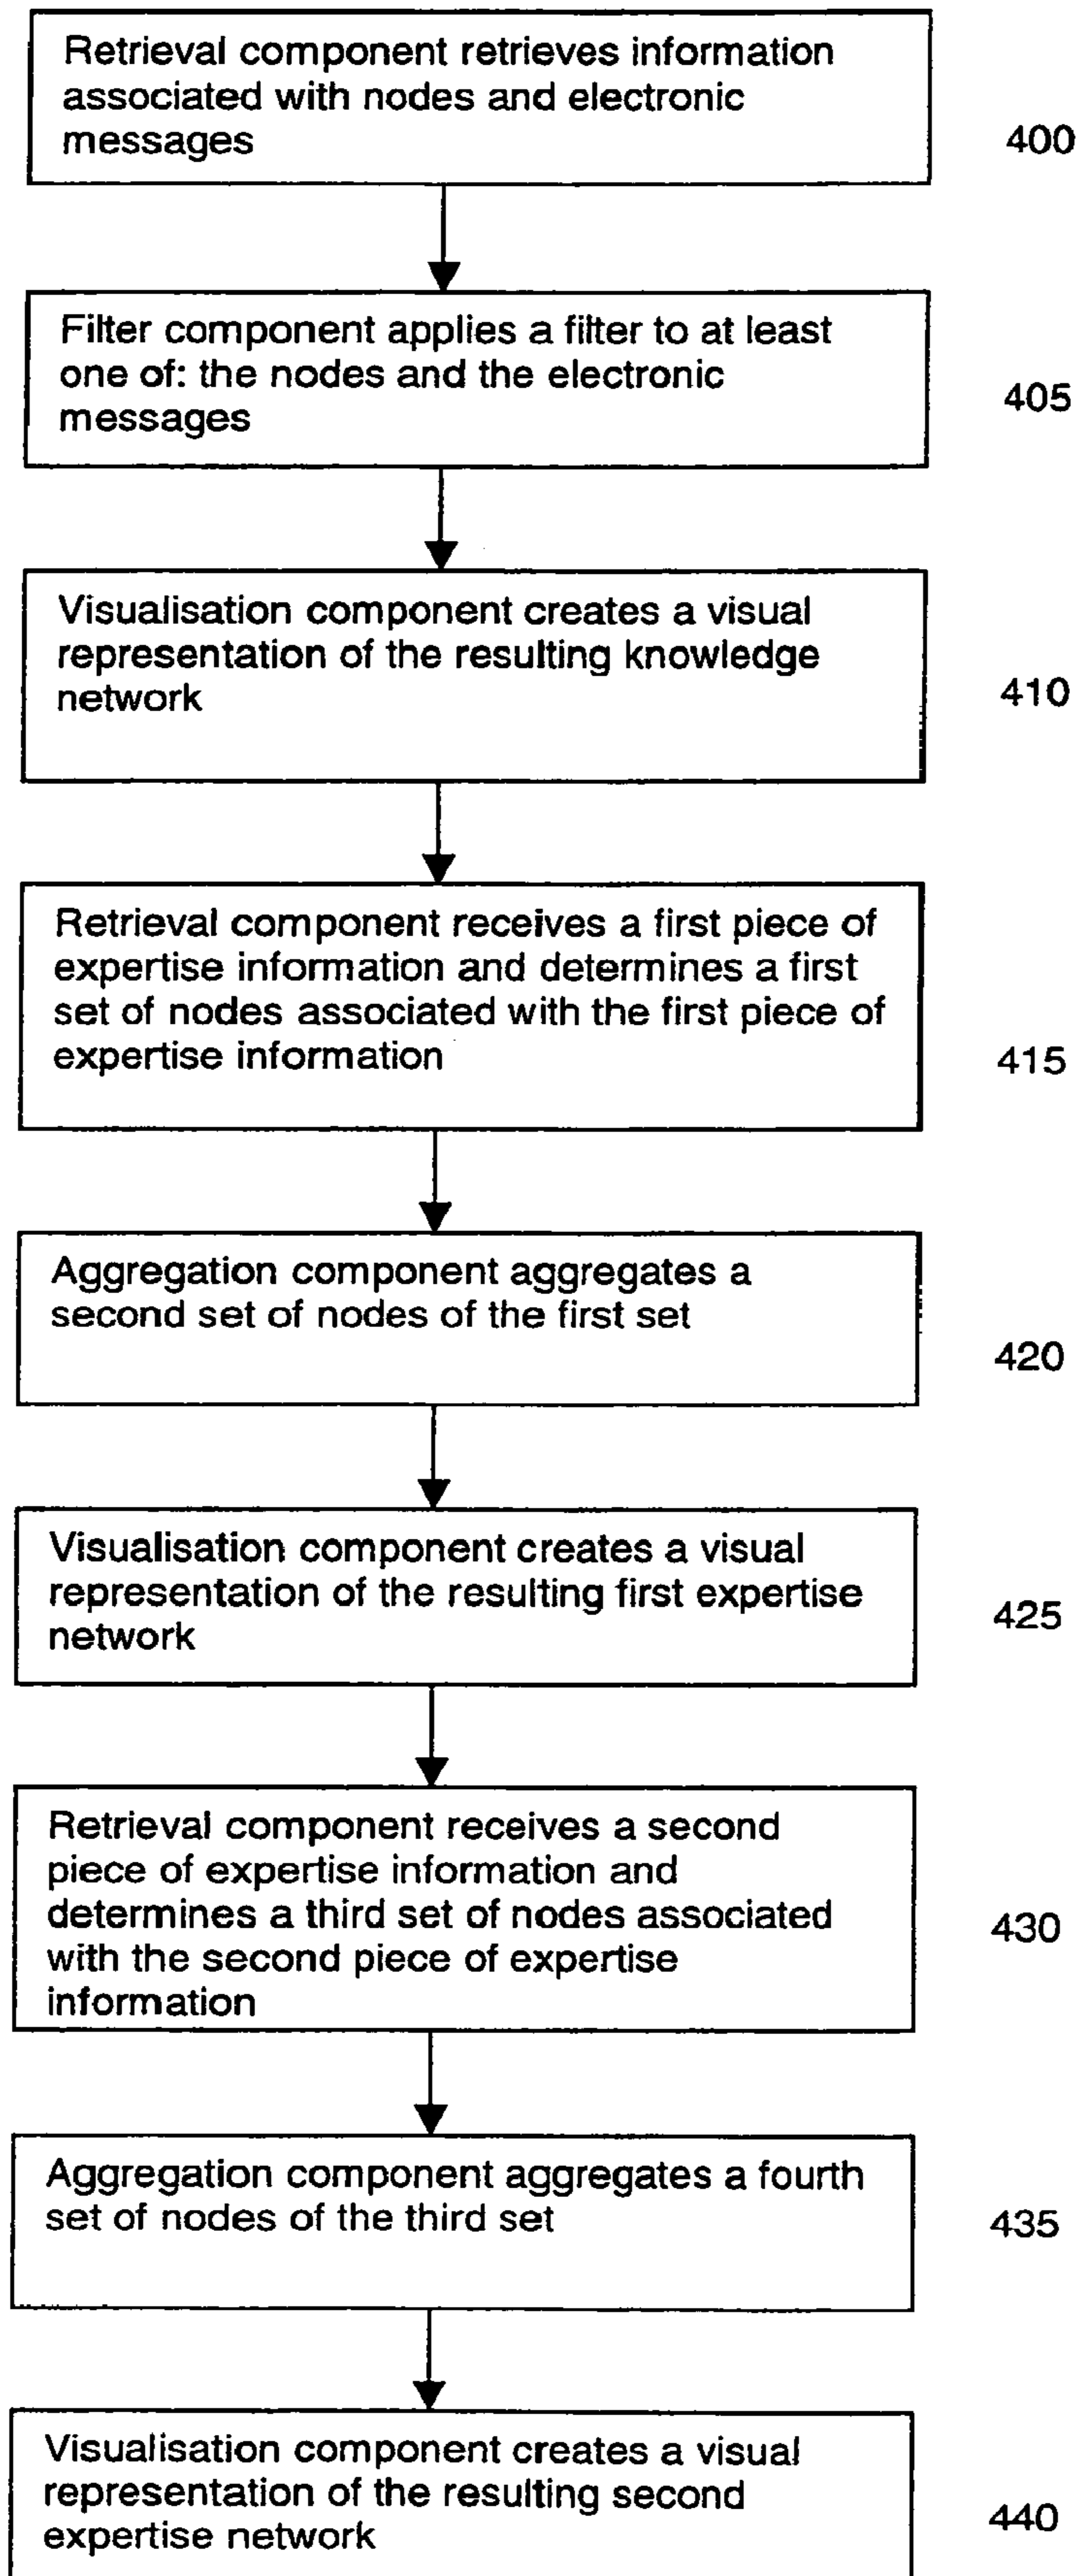 Retrieval component retrieves information
associated with nodes and electronic
messages
400
Filter component applies a filter to at least
one of: the nodes and the electronic
messages
405
Visualisation component creates a visual
representation of the resulting knowledge
network
410
Retrieval component receives a first piece of
expertise information and determines a first
set of nodes associated with the first piece of
expertise information
415
Aggregation component aggregates a
second set of nodes of the first set
420
Visualisation component creates a visual
representation of the resulting first expertise
network
425
Retrieval component receives a second
piece of expertise information and
determines a third set of nodes associated
with the second piece of expertise
information
430
Aggregation component aggregates a fourth
set of nodes of the third set
435
Visualisation component creates a visual
representation of the resulting second
expertise network
440